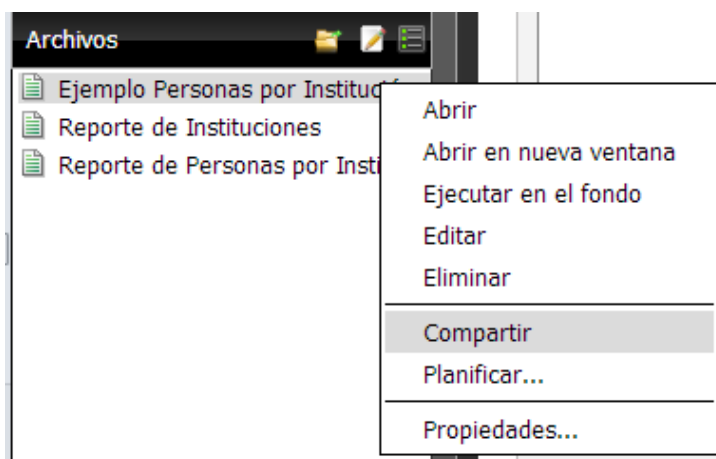 Archivos
Ejemplo Personas por Institució
Reporte de Instituciones
Reporte de Personas por Insti
Abrir
Abrir en nueva ventana
Ejecutar en el fondo
Editar
Eliminar
Compartir
Planificar...
Propiedades...